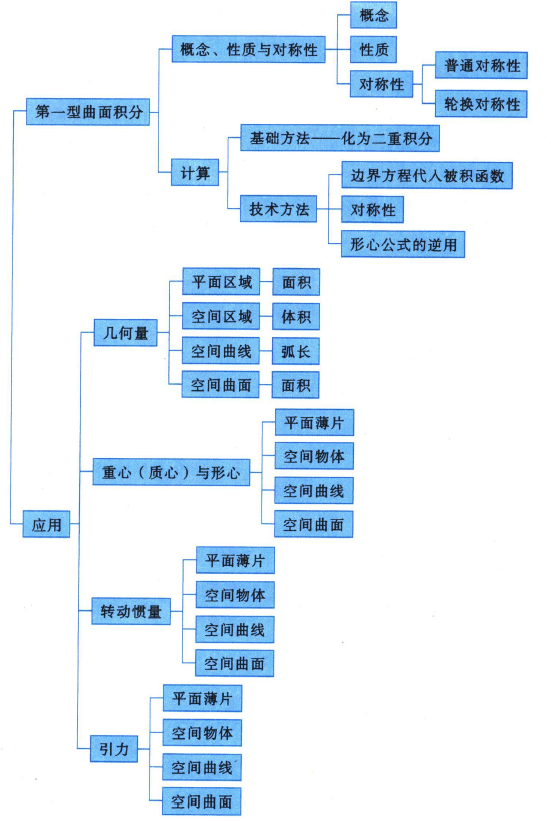 概念
概念、性质与对称性
性质
普通对称性
对称性
轮换对称性
第一型曲面积分
基础方法——化为二重积分
计算
边界方程代入被积函数
技术方法
对称性
形心公式的逆用
平面区域
面积
空间区域
体积
几何量
空间曲线
弧长
空间曲面
面积
平面薄片
空间物体
重心（质心）与形心
空间曲线
空间曲面
应用
平面薄片
空间物体
转动惯量
空间曲线
空间曲面
平面薄片
空间物体
引力
空间曲线
空间曲面